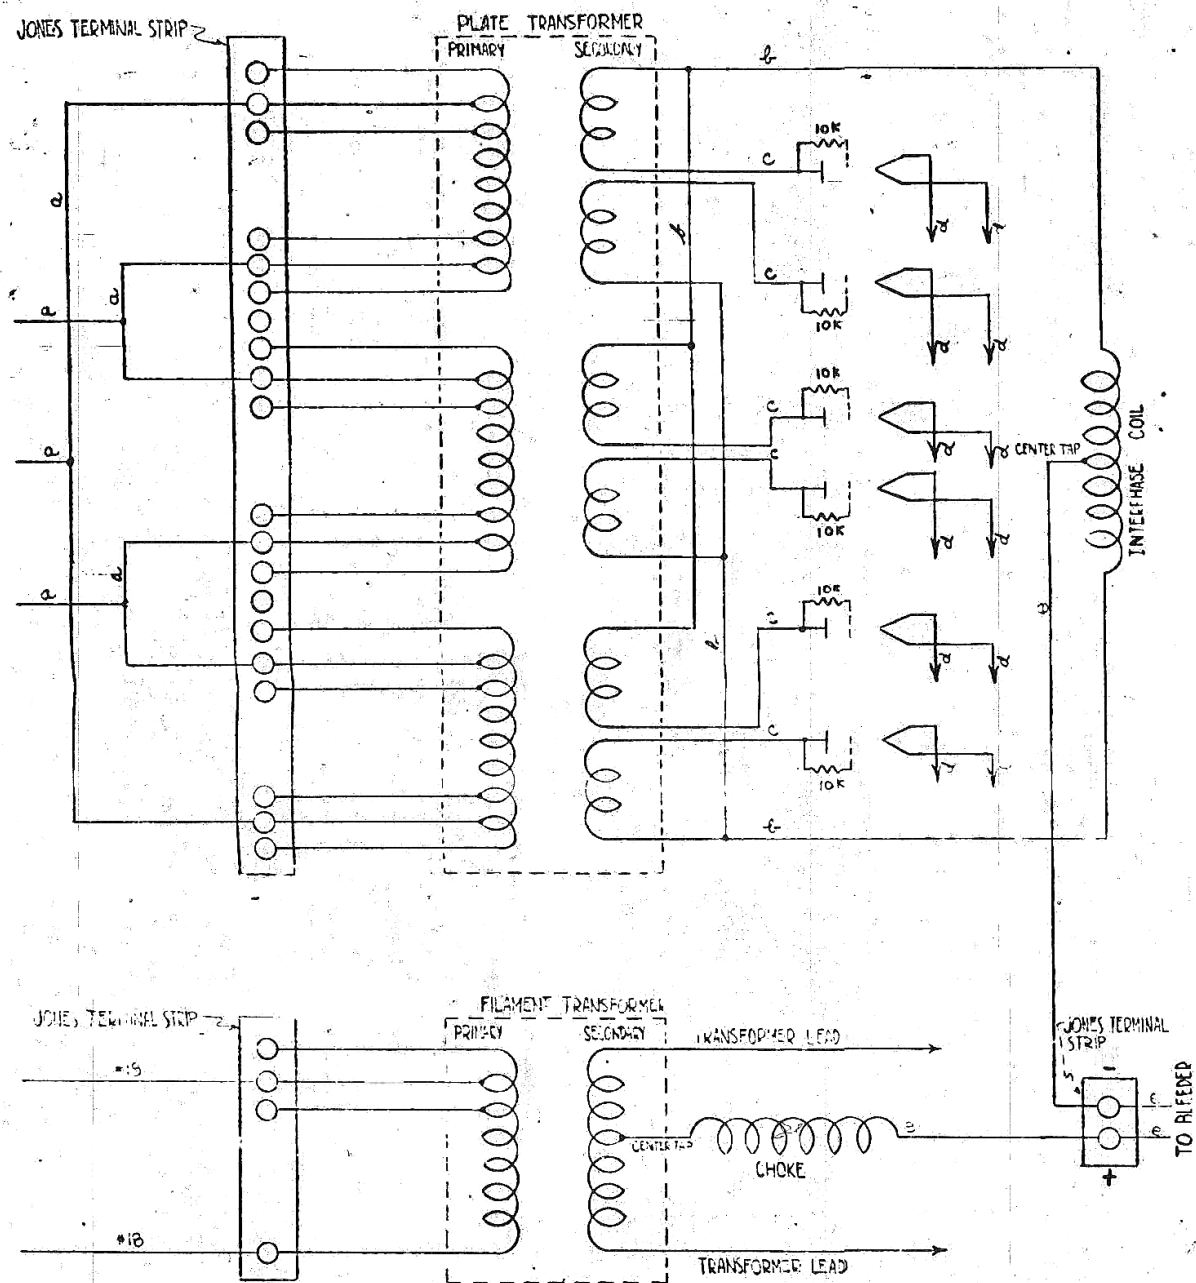 PLATE TRANSFORMER
JONES TERMINAL STRIP
PRIMARY
SECONDARY
b
10K
c
a
d
b
c
d
a
10K
d
d
a
10K
c
c
d
d
CENTER TAP
INTERPHASE COIL
10K
d
d
a
10K
e
b
d
d
c
10K
b
FILAMENT TRANSFORMER
JONES TERMINAL STRIP
PRIMARY
SECONDARY
TRANSFORMER LEAD
JONES TERMINAL
STRIP
-
#18
e
TO BLEEDER
CENTER TAP
CHOKE
+
#18
TRANSFORMER LEAD